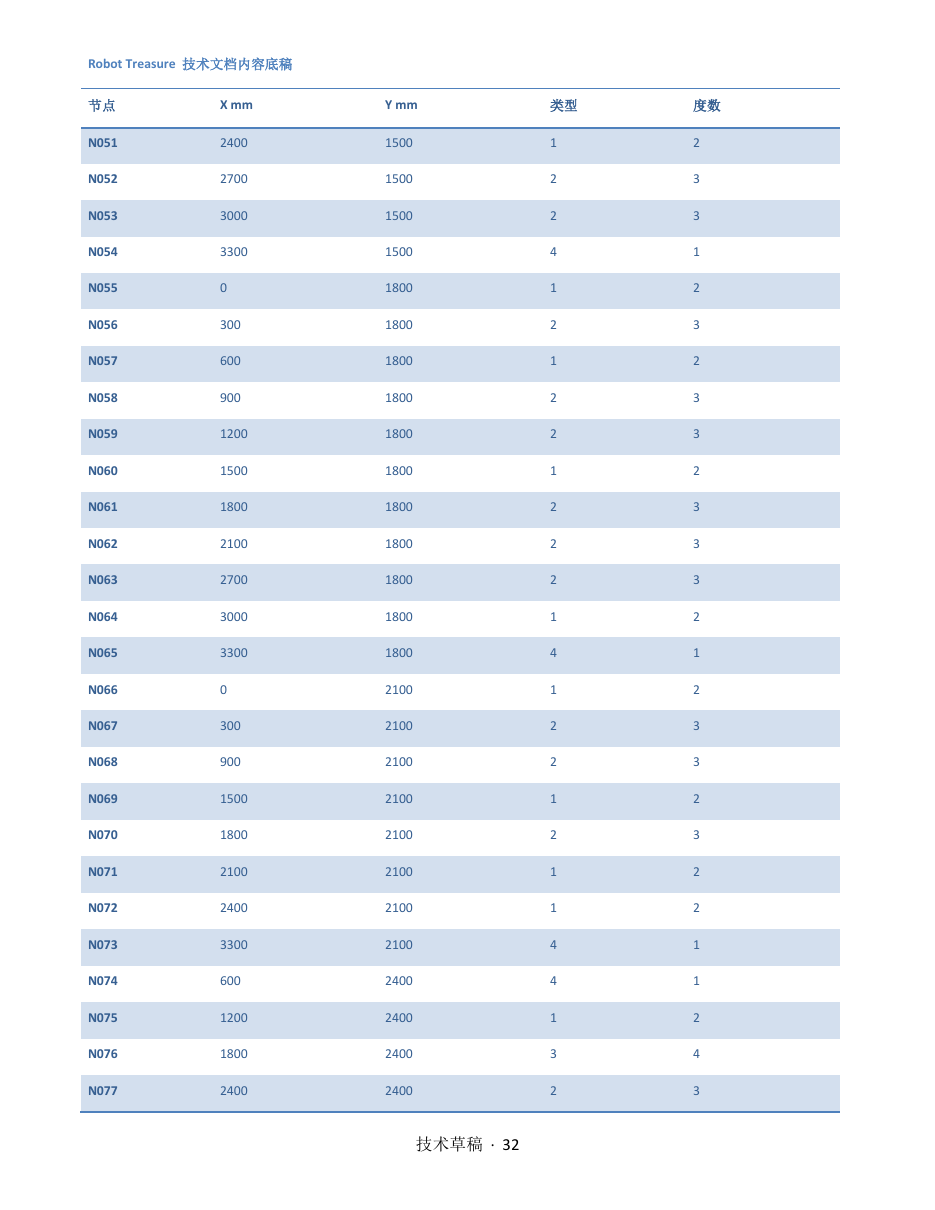 Robot Treasure 技术文档内容底稿
节点 X mm Y mm 类型 度数
N051 2400 1500 1 2
N052 2700 1500 2 3
N053 3000 1500 2 3
N054 3300 1500 4 1
N055 0 1800 1 2
N056 300 1800 2 3
N057 600 1800 1 2
N058 900 1800 2 3
N059 1200 1800 2 3
N060 1500 1800 1 2
N061 1800 1800 2 3
N062 2100 1800 2 3
N063 2700 1800 2 3
N064 3000 1800 1 2
N065 3300 1800 4 1
N066 0 2100 1 2
N067 300 2100 2 3
N068 900 2100 2 3
N069 1500 2100 1 2
N070 1800 2100 2 3
N071 2100 2100 1 2
N072 2400 2100 1 2
N073 3300 2100 4 1
N074 600 2400 4 1
N075 1200 2400 1 2
N076 1800 2400 3 4
N077 2400 2400 2 3
技术草稿 · 32